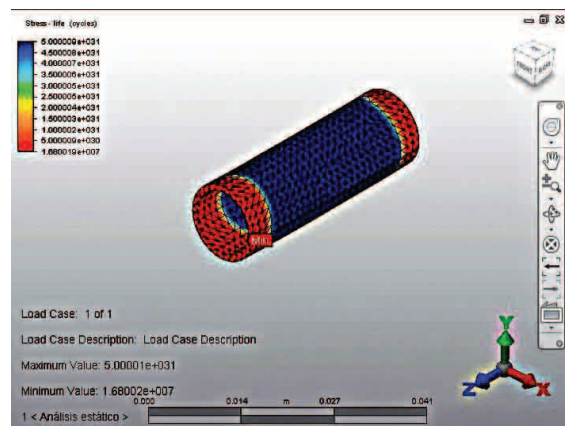 Stress - life (cycles)
5.000009e+031
4.500008e+031
4.000007e+031
3.500006e+031
3.000005e+031
2.500005e+031
2.000004e+031
1.500003e+031
1.000002e+031
5.000009e+030
1.680019e+007
Min
Load Case: 1 of 1
Load Case Description: Load Case Description
Maximum Value: 5.00001e+031
Minimum Value: 1.68002e+007
0.000 0.014 m 0.027 0.041
1 < Análisis estático >
Y
Z
X